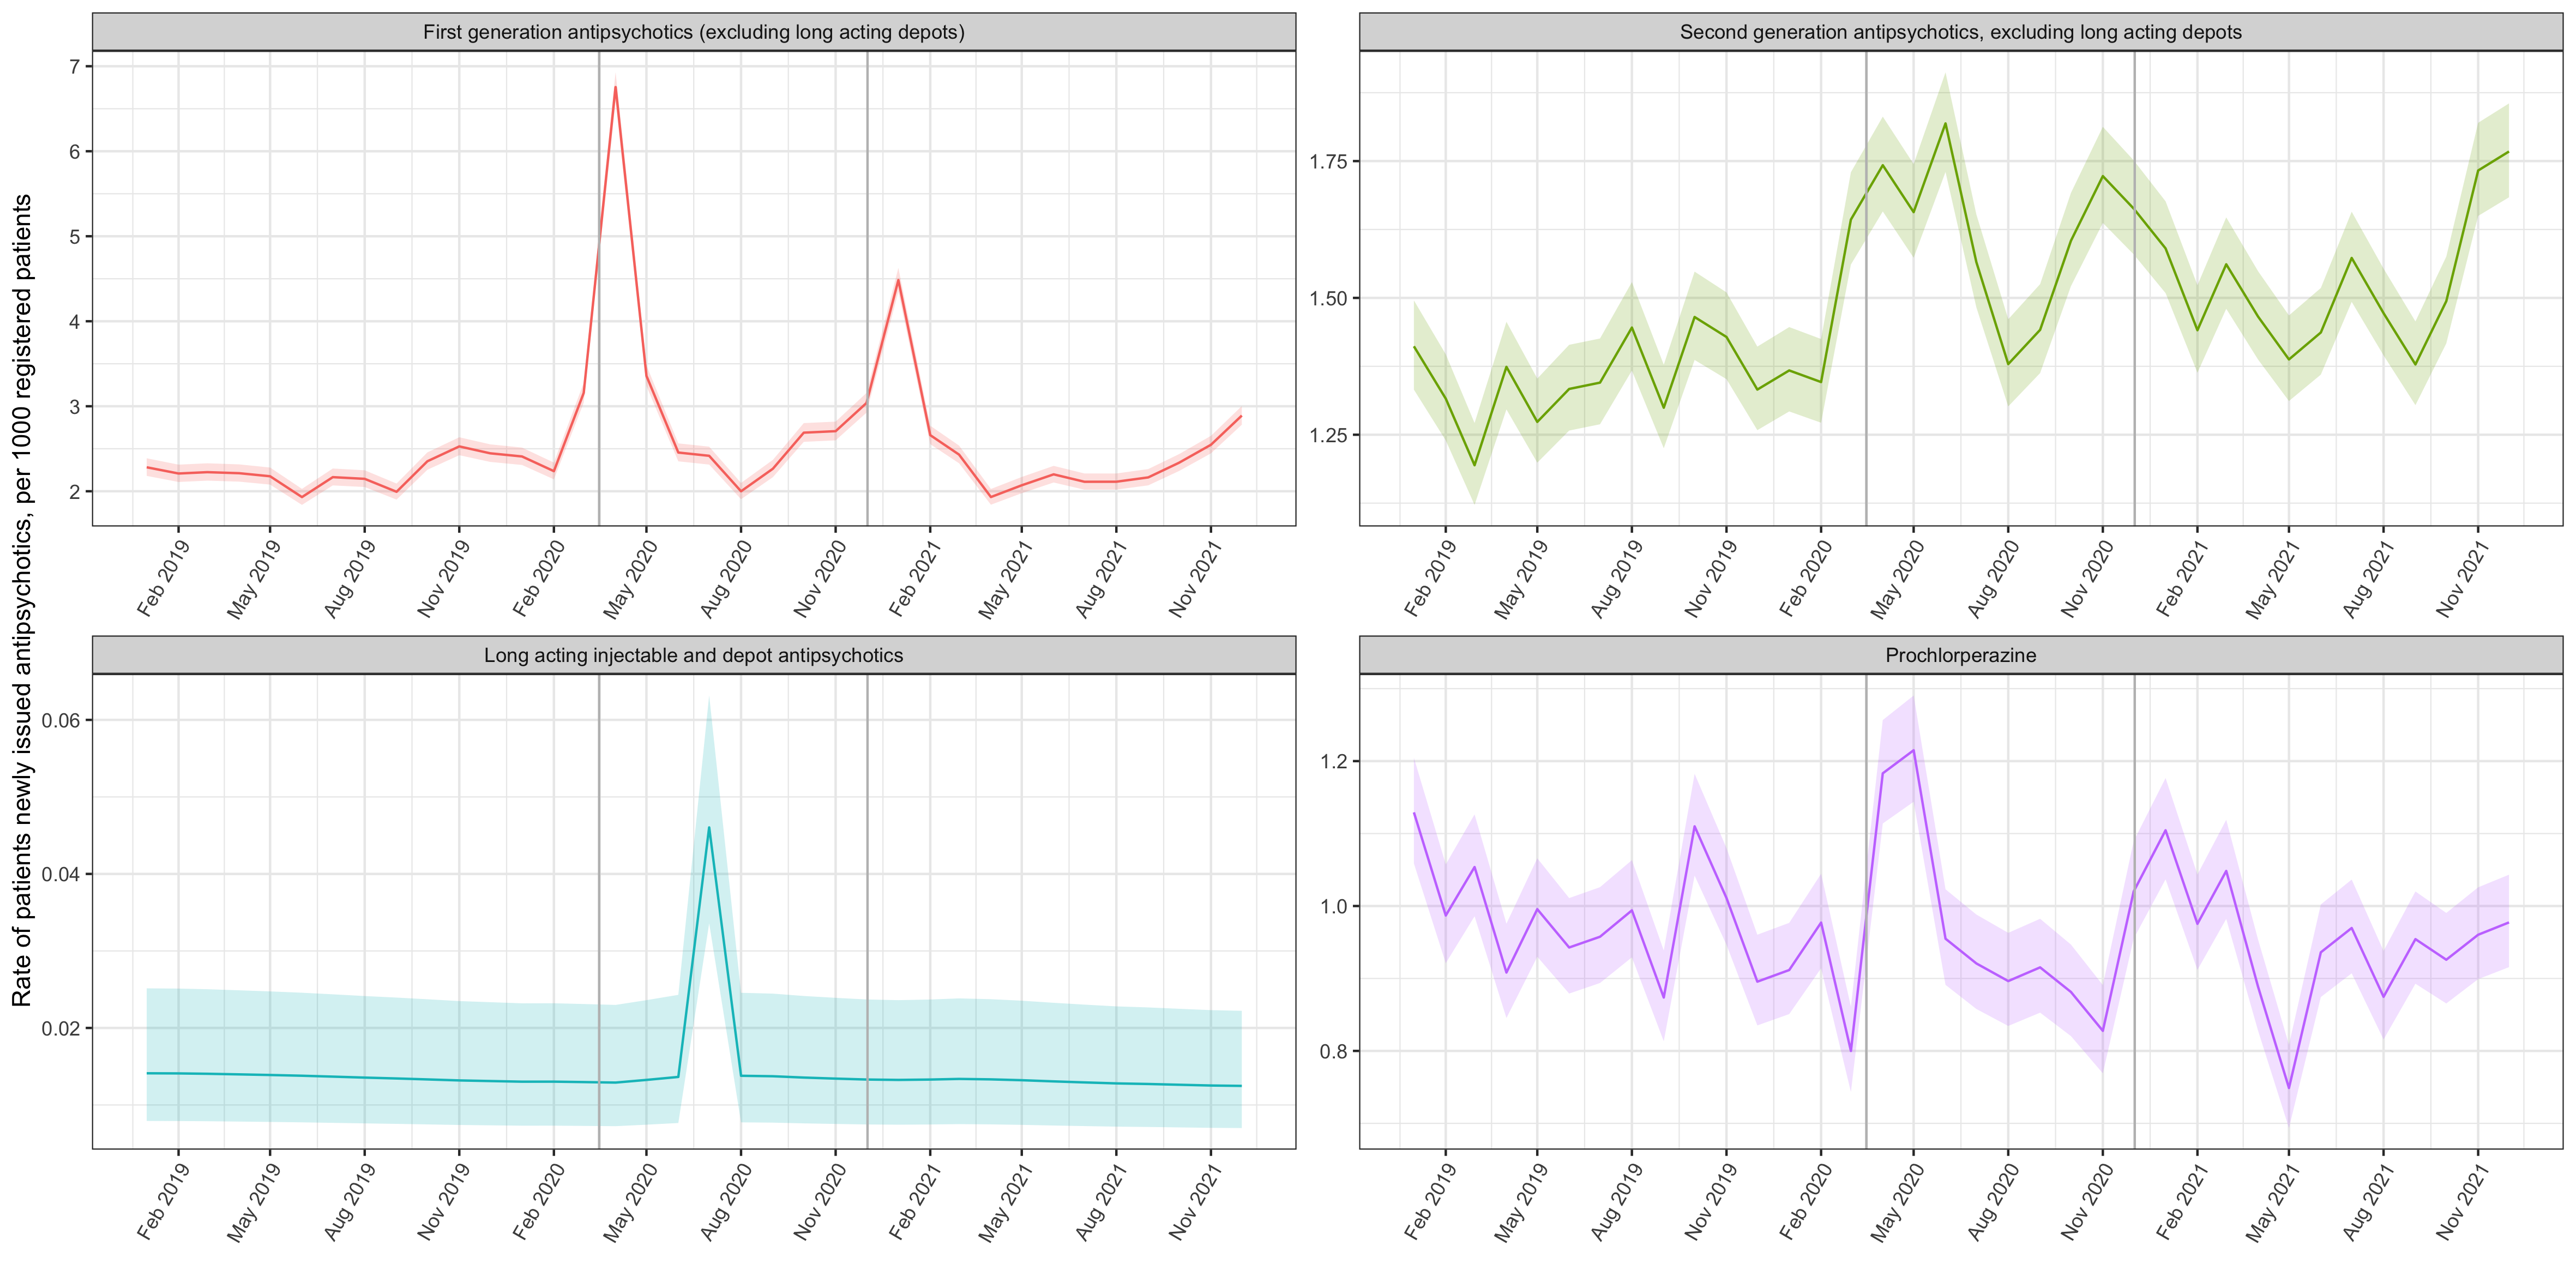 Rate of patients newly issued antipsychotics, per 1000 registered patients
First generation antipsychotics (excluding long acting depots)
7
6
5
4
3
2
Feb 2019
May 2019
Aug 2019
Nov 2019
Feb 2020
May 2020
Aug 2020
Nov 2020
Feb 2021
May 2021
Aug 2021
Nov 2021
Second generation antipsychotics, excluding long acting depots
1.75
1.50
1.25
Feb 2019
May 2019
Aug 2019
Nov 2019
Feb 2020
May 2020
Aug 2020
Nov 2020
Feb 2021
May 2021
Aug 2021
Nov 2021
Long acting injectable and depot antipsychotics
0.06
0.04
0.02
Feb 2019
May 2019
Aug 2019
Nov 2019
Feb 2020
May 2020
Aug 2020
Nov 2020
Feb 2021
May 2021
Aug 2021
Nov 2021
Prochlorperazine
1.2
1.0
0.8
Feb 2019
May 2019
Aug 2019
Nov 2019
Feb 2020
May 2020
Aug 2020
Nov 2020
Feb 2021
May 2021
Aug 2021
Nov 2021